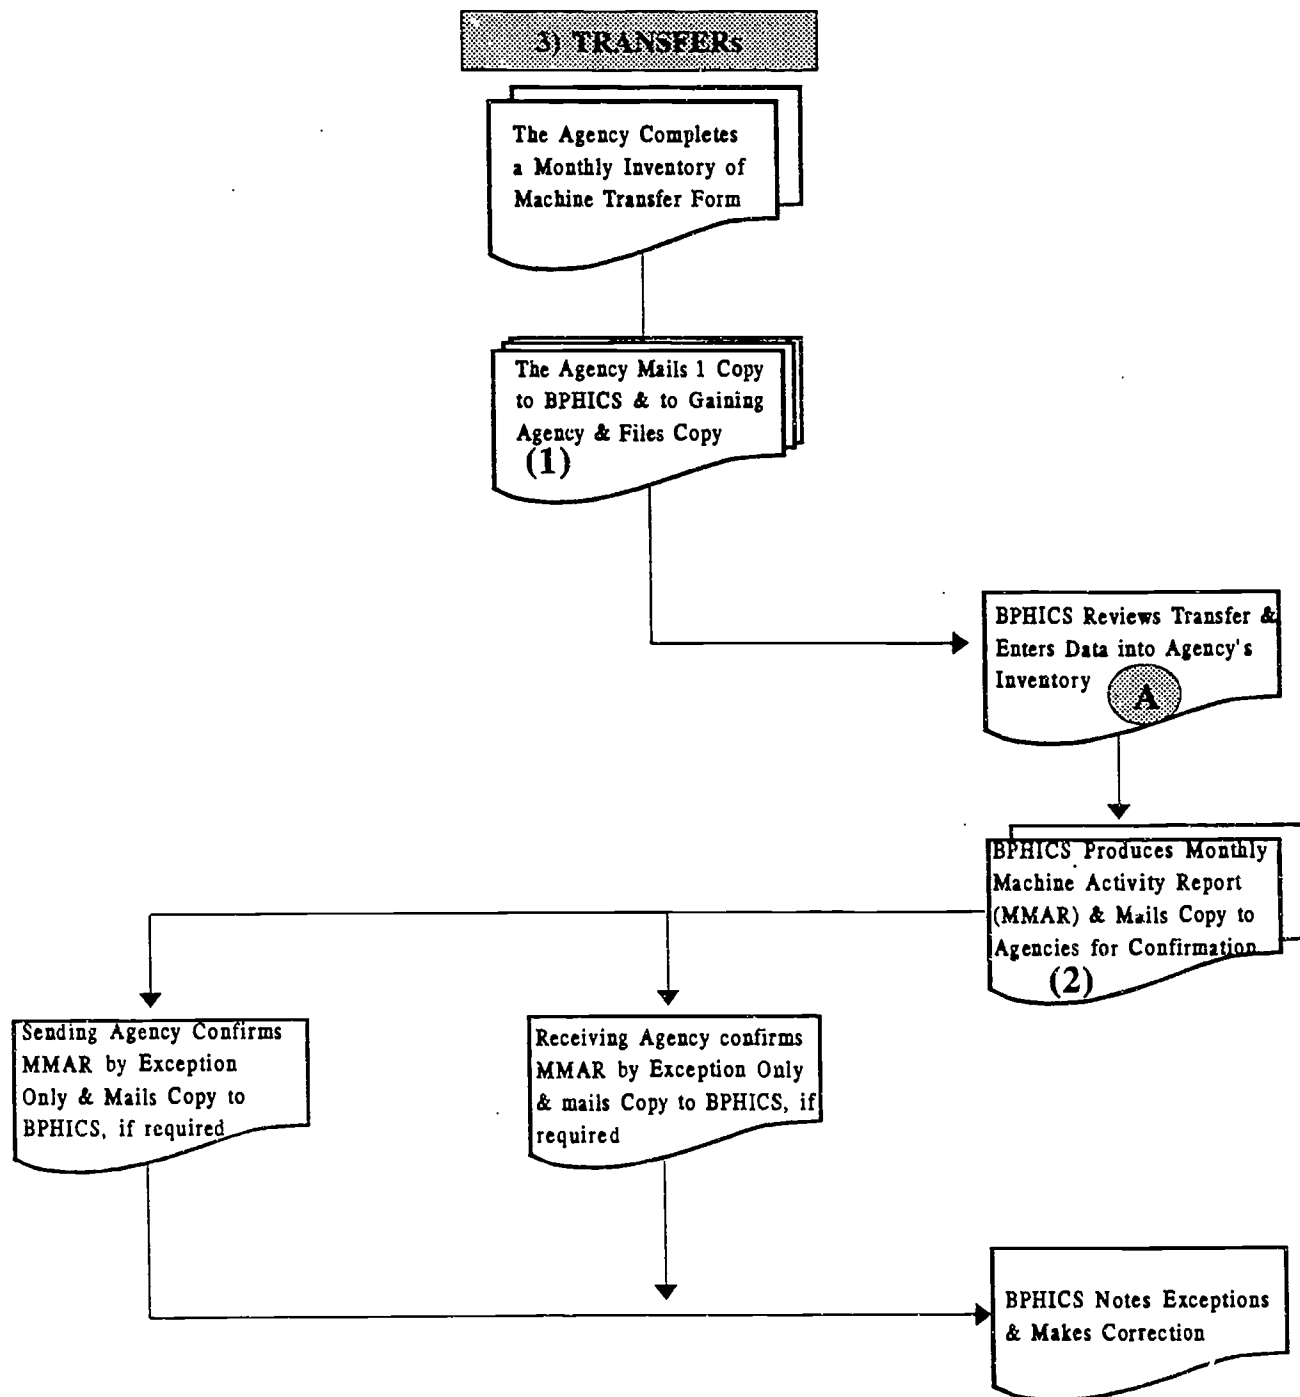 3) TRANSFERs
The Agency Completes
a Monthly Inventory of
Machine Transfer Form
The Agency Mails 1 Copy
to BPHICS & to Gaining
Agency & Files Copy
(1)
BPHICS Reviews Transfer &
Enters Data into Agency's
Inventory
A
BPHICS Produces Monthly
Machine Activity Report
(MMAR) & Mails Copy to
Agencies for Confirmation
(2)
Sending Agency Confirms
MMAR by Exception
Only & Mails Copy to
BPHICS, if required
Receiving Agency confirms
MMAR by Exception Only
& mails Copy to BPHICS, if
required
BPHICS Notes Exceptions
& Makes Correction